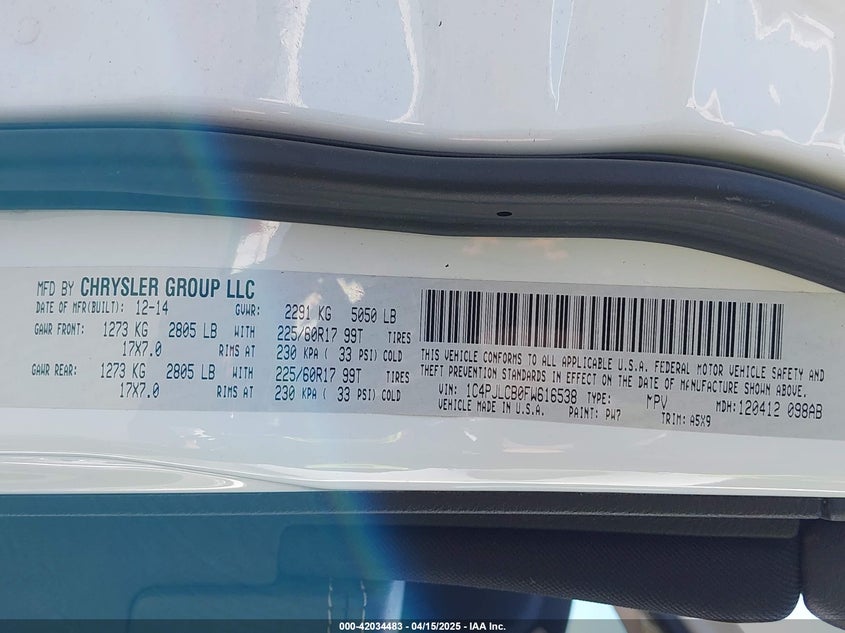 MFD BY CHRYSLER GROUP LLC
DATE OF MFR(BUILT): 12-14 GVWR: 2291 KG 5050 LB
GAWR FRONT: 1273 KG 2805 LB WITH 225/60R17 99T TIRES
17X7.0 RIMS AT 230 KPA ( 33 PSI) COLD
GAWR REAR: 1273 KG 2805 LB WITH 225/60R17 99T TIRES
17X7.0 RIMS AT 230 KPA ( 33 PSI) COLD
THIS VEHICLE CONFORMS TO ALL APPLICABLE U.S.A. FEDERAL MOTOR VEHICLE SAFETY AND
THEFT PREVENTION STANDARDS IN EFFECT ON THE DATE OF MANUFACTURE SHOWN ABOVE.
VIN: 1C4PJLCB0FW616538 TYPE: MPV MDH: 120412 098AB
VEHICLE MADE IN U.S.A. PAINT: PW7 TRIM: A5X9
000-42034483 - 04/15/2025 - IAA Inc.